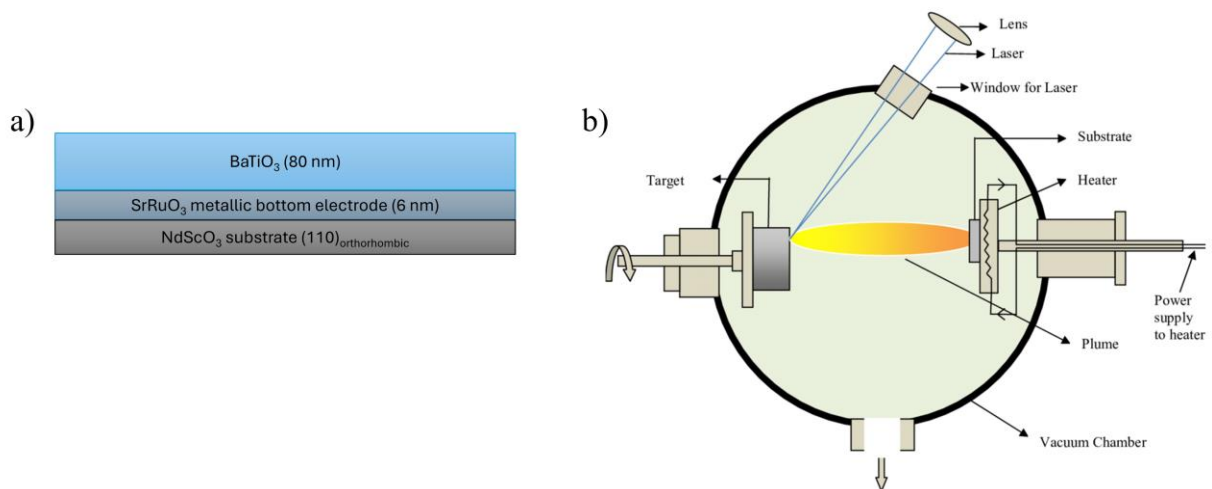 a)
BaTiO₃ (80 nm)
SrRuO₃ metallic bottom electrode (6 nm)
NdScO₃ substrate (110)orthorhombic
b)
Lens
Laser
Window for Laser
Substrate
Target
Heater
Power
supply
to heater
Plume
Vacuum Chamber